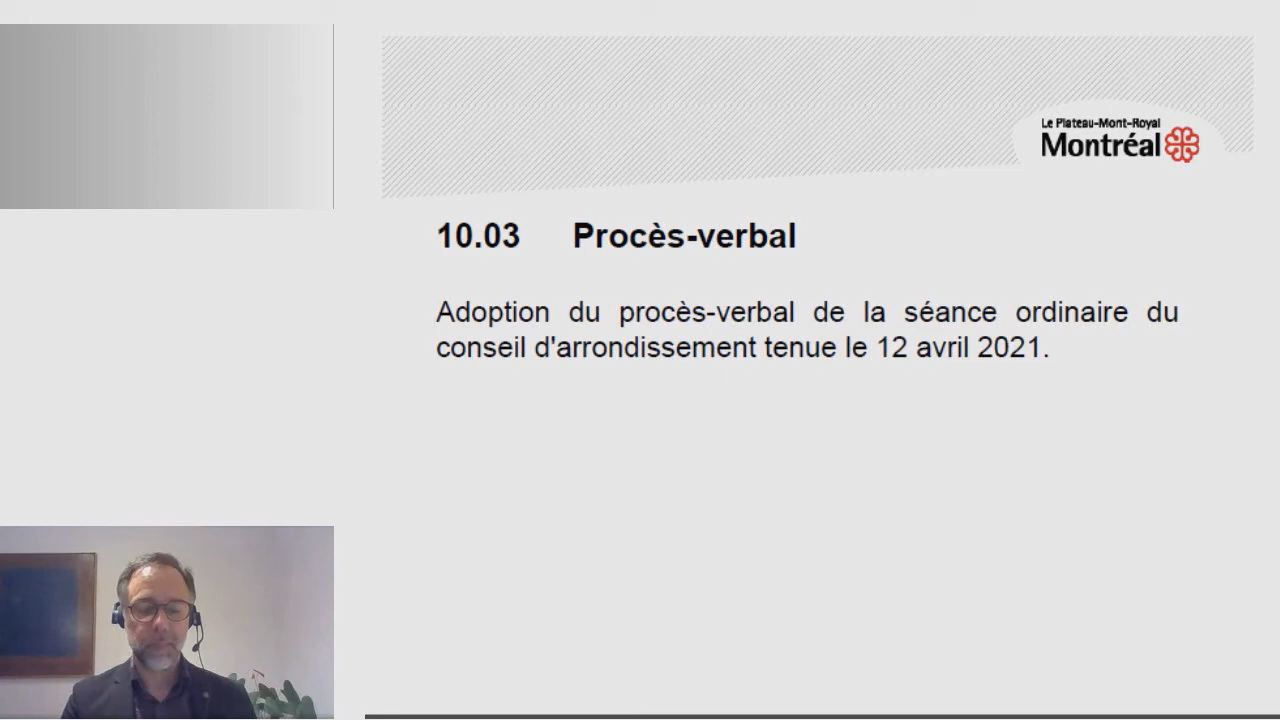 Le Plateau-Mont-Royal
Montréal
10.03 Procès-verbal
Adoption du procès-verbal de la séance ordinaire du
conseil d'arrondissement tenue le 12 avril 2021.